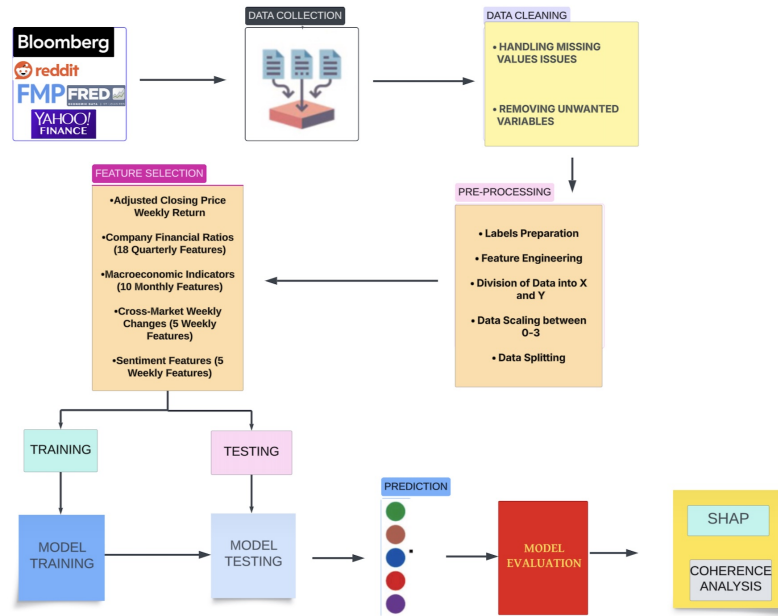 Bloomberg
reddit
FMP FRED
YAHOO!
FINANCE
DATA COLLECTION
DATA CLEANING
• HANDLING MISSING
VALUES ISSUES
• REMOVING UNWANTED
VARIABLES
FEATURE SELECTION
•Adjusted Closing Price
Weekly Return
•Company Financial Ratios
(18 Quarterly Features)
•Macroeconomic Indicators
(10 Monthly Features)
•Cross-Market Weekly
Changes (5 Weekly
Features)
•Sentiment Features (5
Weekly Features)
PRE-PROCESSING
• Labels Preparation
• Feature Engineering
• Division of Data into X
and Y
• Data Scaling between
0-3
• Data Splitting
TRAINING
TESTING
MODEL
TRAINING
MODEL
TESTING
PREDICTION
MODEL
EVALUATION
SHAP
COHERENCE
ANALYSIS